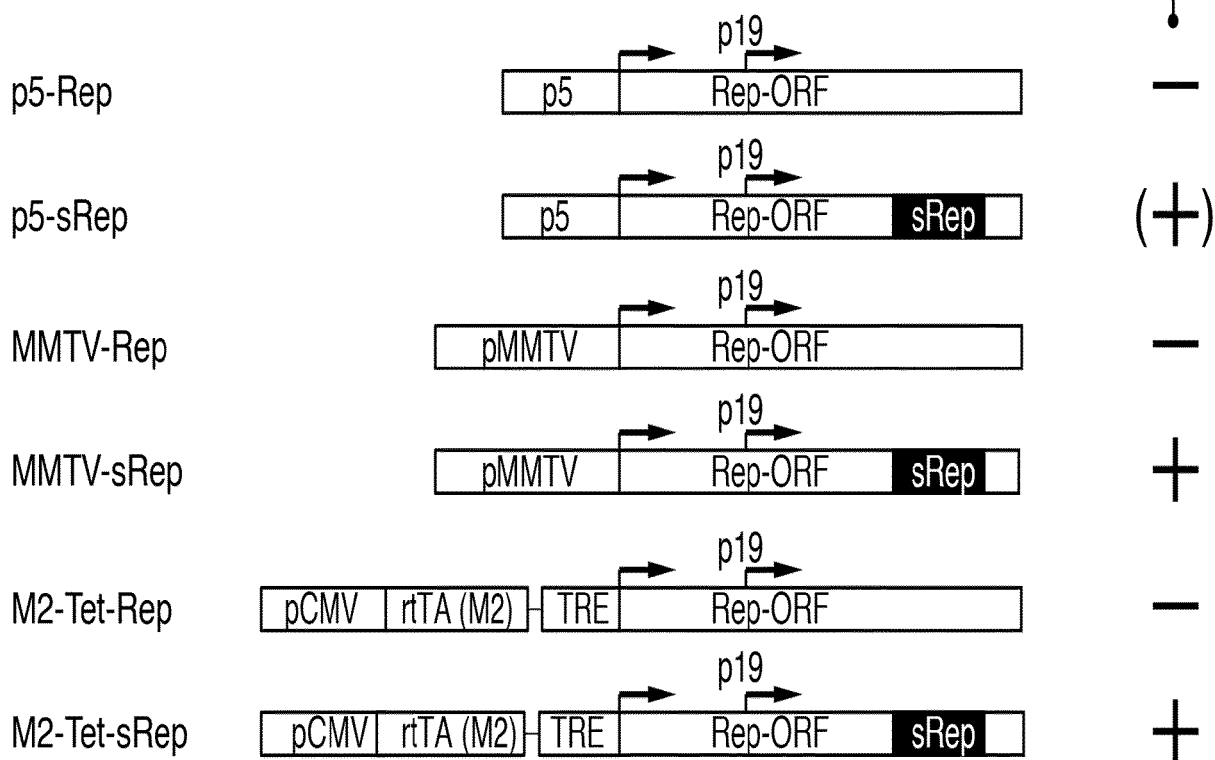 p19
p5-Rep p5 Rep-ORF −
p19
p5-sRep p5 Rep-ORF sRep (+)
p19
MMTV-Rep pMMTV Rep-ORF −
p19
MMTV-sRep pMMTV Rep-ORF sRep +
p19
M2-Tet-Rep pCMV rtTA (M2) TRE Rep-ORF −
p19
M2-Tet-sRep pCMV rtTA (M2) TRE Rep-ORF sRep +